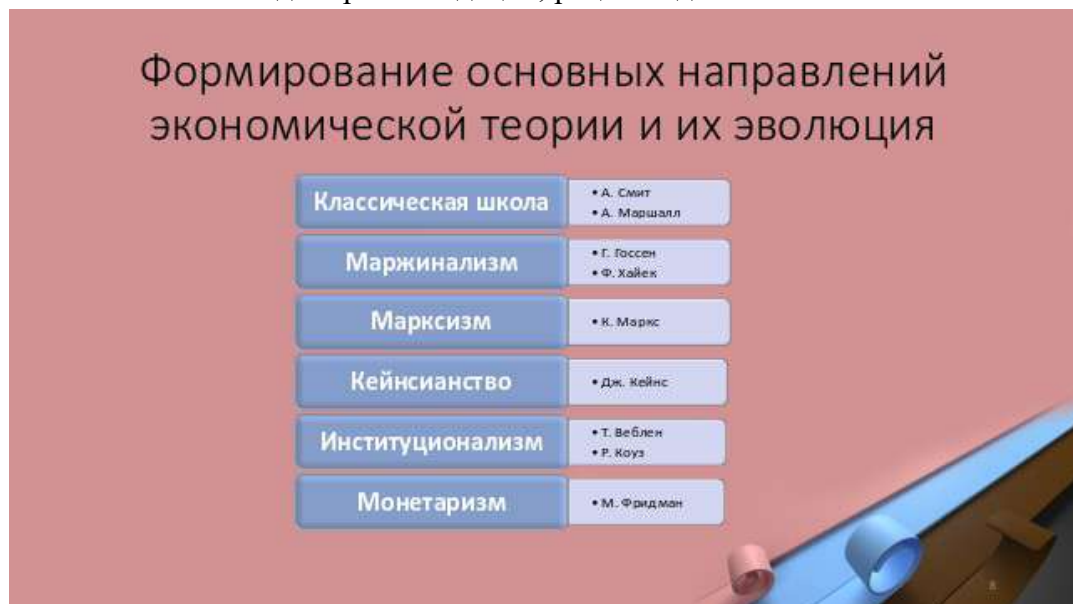 Формирование основных направлений
экономической теории и их эволюция
Классическая школа
• А. Смит
• А. Маршалл
Маржинализм
• Г. Госсен
• Ф. Хайек
Марксизм
• К. Маркс
Кейнсианство
• Дж. Кейнс
Институционализм
• Т. Веблен
• Р. Коуз
Монетаризм
• М. Фридман
8